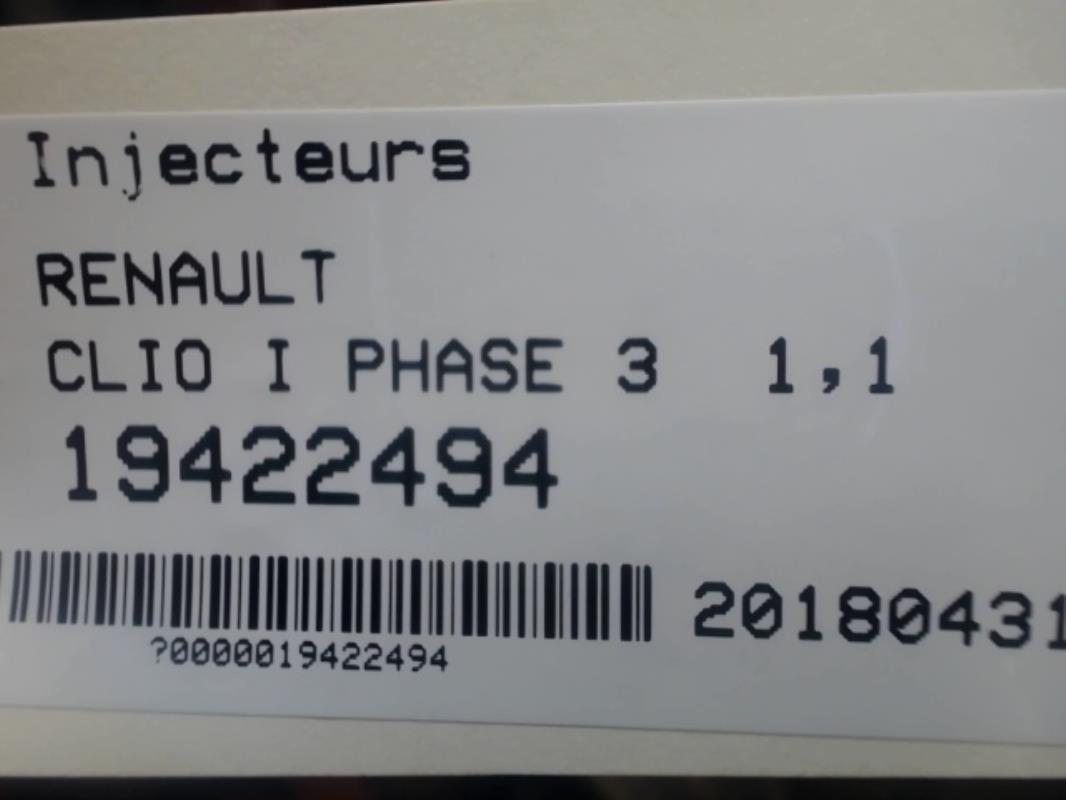 Injecteurs
RENAULT
CLIO I PHASE 3 1,1
19422494
20180431
?0000019422494